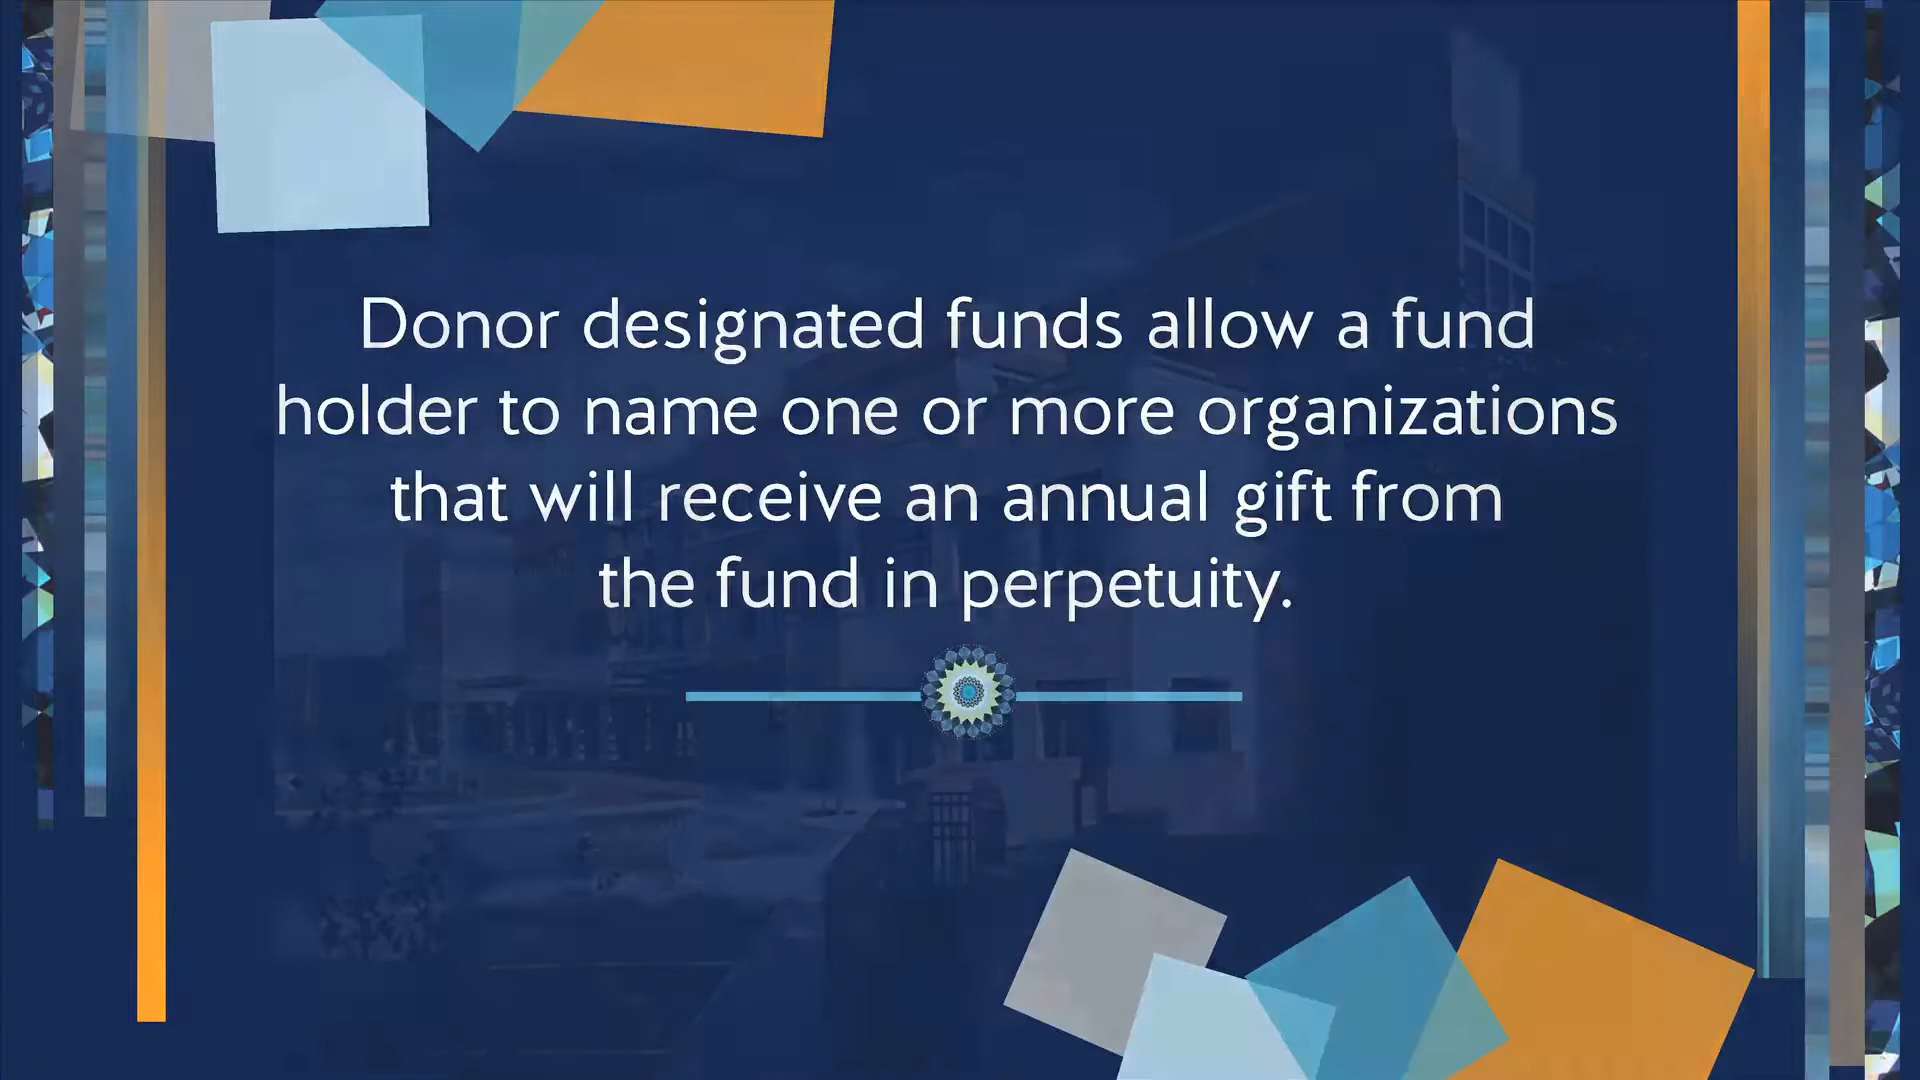 Donor designated funds allow a fund
holder to name one or more organizations
that will receive an annual gift from
the fund in perpetuity.